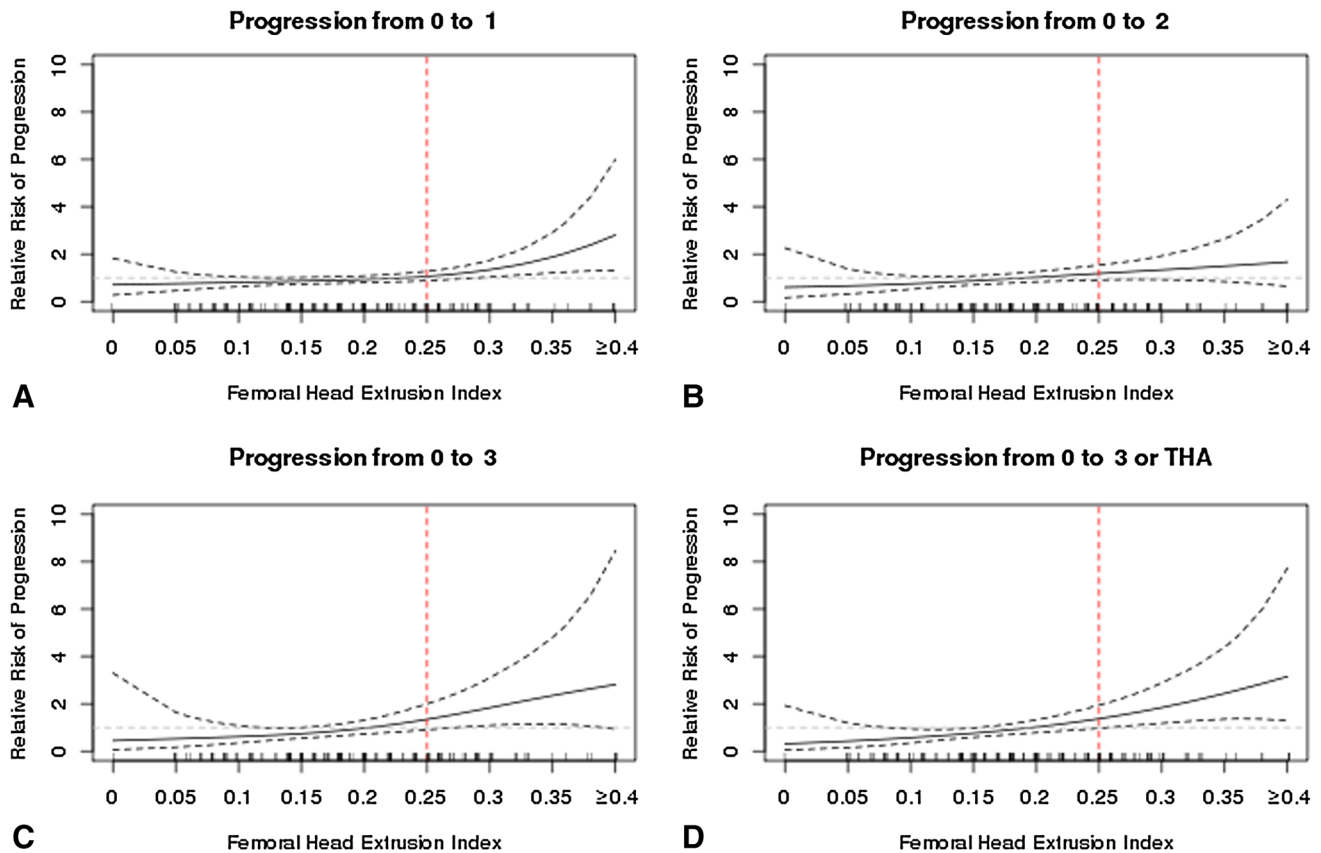 Progression from 0 to 1
Relative Risk of Progression
10
8
6
4
2
0
0 0.05 0.1 0.15 0.2 0.25 0.3 0.35 ≥0.4
Femoral Head Extrusion Index
A
Progression from 0 to 2
Relative Risk of Progression
10
8
6
4
2
0
0 0.05 0.1 0.15 0.2 0.25 0.3 0.35 ≥0.4
Femoral Head Extrusion Index
B
Progression from 0 to 3
Relative Risk of Progression
10
8
6
4
2
0
0 0.05 0.1 0.15 0.2 0.25 0.3 0.35 ≥0.4
Femoral Head Extrusion Index
C
Progression from 0 to 3 or THA
Relative Risk of Progression
10
8
6
4
2
0
0 0.05 0.1 0.15 0.2 0.25 0.3 0.35 ≥0.4
Femoral Head Extrusion Index
D